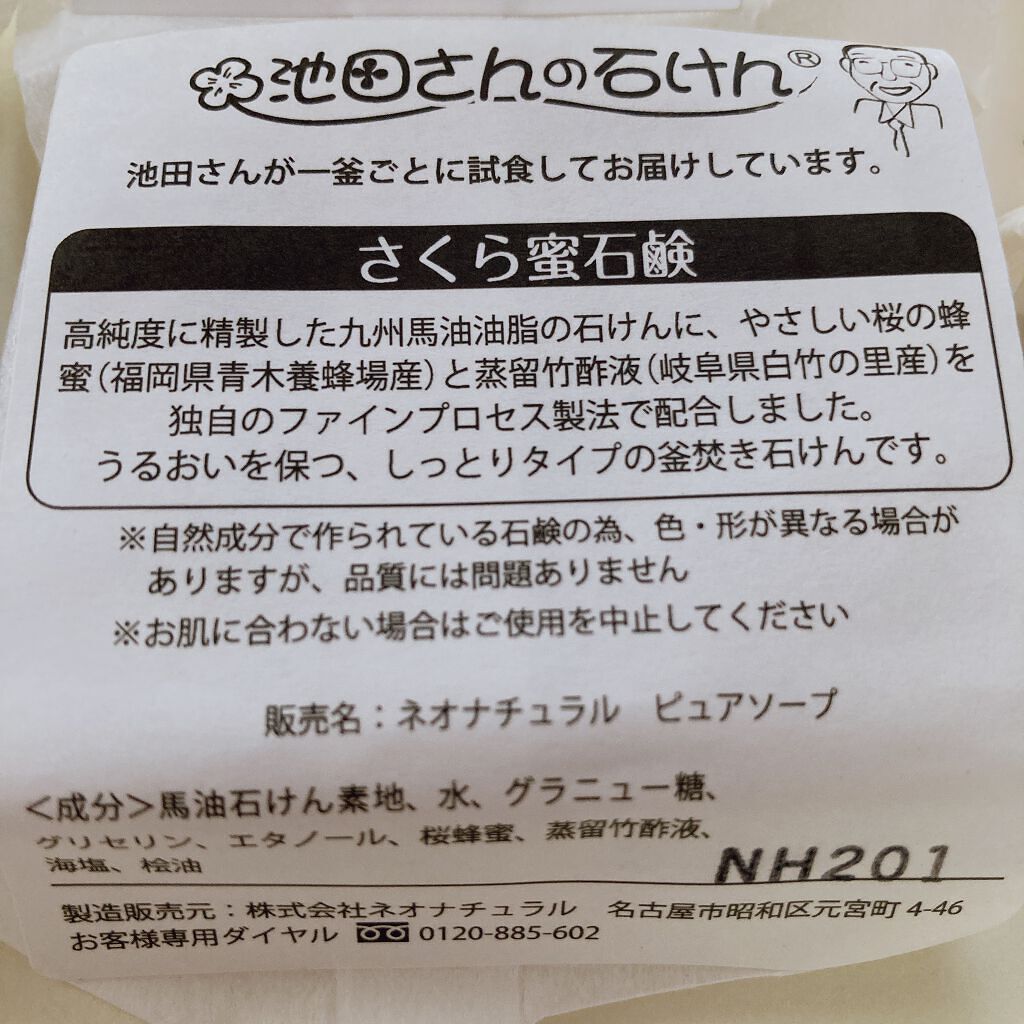 池田さんの石けん®
池田さんが一釜ごとに試食してお届けしています。
さくら蜜石鹸
高純度に精製した九州馬油油脂の石けんに、やさしい桜の蜂
蜜(福岡県青木養蜂場産)と蒸留竹酢液(岐阜県白竹の里産)を
独自のファインプロセス製法で配合しました。
うるおいを保つ、しっとりタイプの釜焚き石けんです。
※自然成分で作られている石鹸の為、色・形が異なる場合が
ありますが、品質には問題ありません
※お肌に合わない場合はご使用を中止してください
販売名：ネオナチュラル　ピュアソープ
＜成分＞馬油石けん素地、水、グラニュー糖、
グリセリン、エタノール、桜蜂蜜、蒸留竹酢液、
海塩、桧油
NH201
製造販売元：株式会社ネオナチュラル　名古屋市昭和区元宮町 4-46
お客様専用ダイヤル 0120-885-602